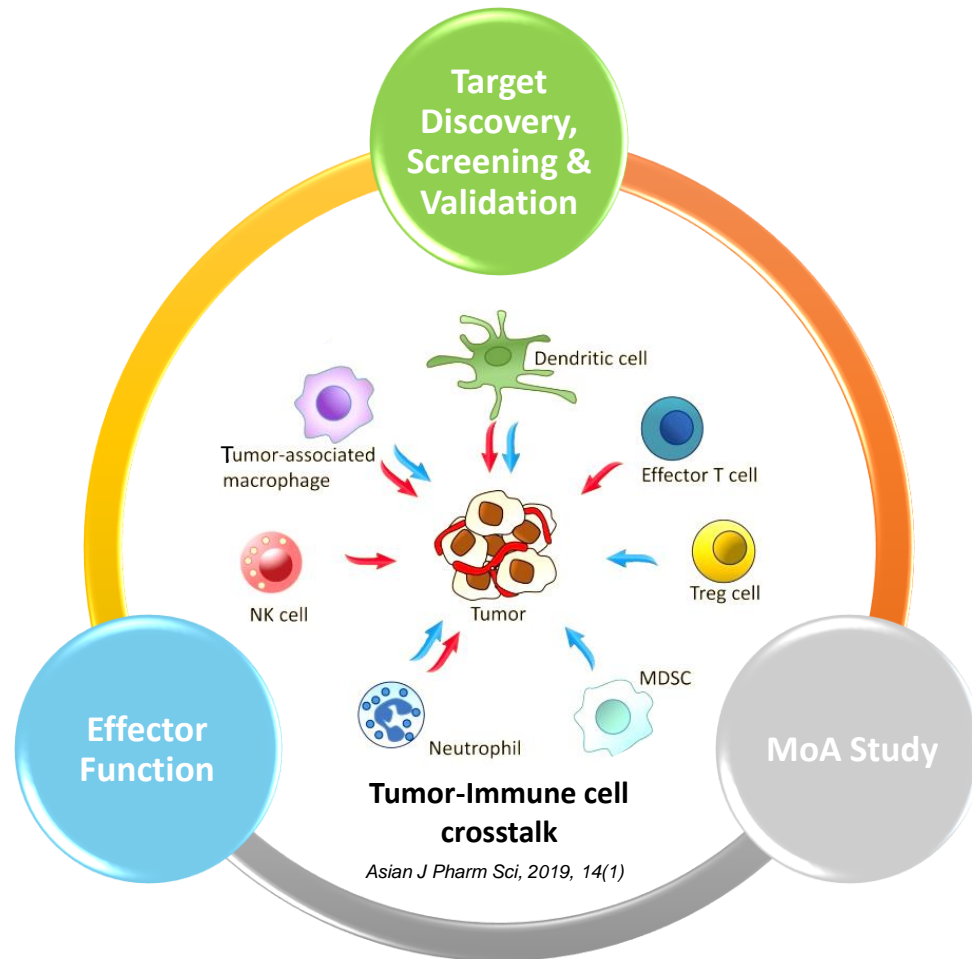 Target
Discovery,
Screening &
Validation
Dendritic cell
Tumor-associated
macrophage
Effector T cell
NK cell
Tumor
Treg cell
MDSC
Neutrophil
Effector
Function
MoA Study
Tumor-Immune cell
crosstalk
Asian J Pharm Sci, 2019, 14(1)